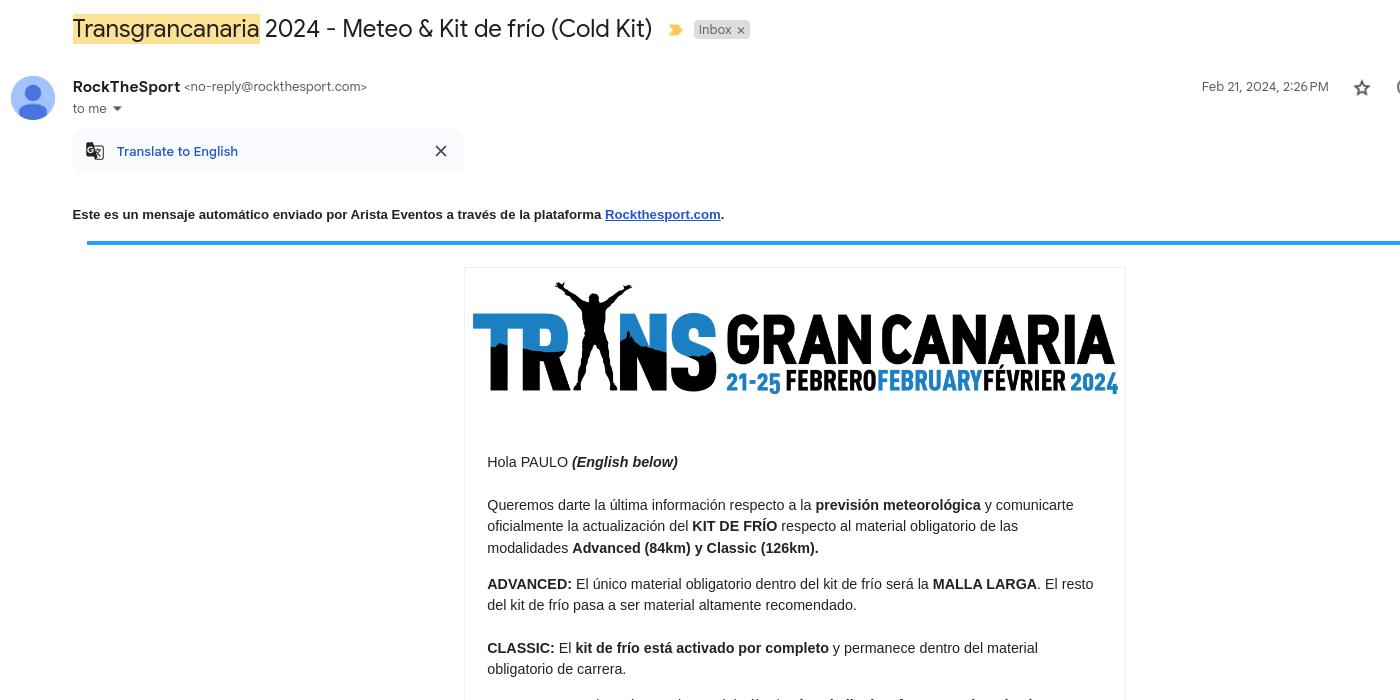 Transgrancanaria 2024 - Meteo & Kit de frío (Cold Kit)
Inbox ×
RockTheSport <no-reply@rockthesport.com>
Feb 21, 2024, 2:26 PM
to me
Translate to English
Este es un mensaje automático enviado por Arista Eventos a través de la plataforma Rockthesport.com.
TRANS GRAN CANARIA
21-25 FEBRERO FEBRUARY FÉVRIER 2024
Hola PAULO (English below)
Queremos darte la última información respecto a la previsión meteorológica y comunicarte
oficialmente la actualización del KIT DE FRÍO respecto al material obligatorio de las
modalidades Advanced (84km) y Classic (126km).
ADVANCED: El único material obligatorio dentro del kit de frío será la MALLA LARGA. El resto
del kit de frío pasa a ser material altamente recomendado.
CLASSIC: El kit de frío está activado por completo y permanece dentro del material
obligatorio de carrera.